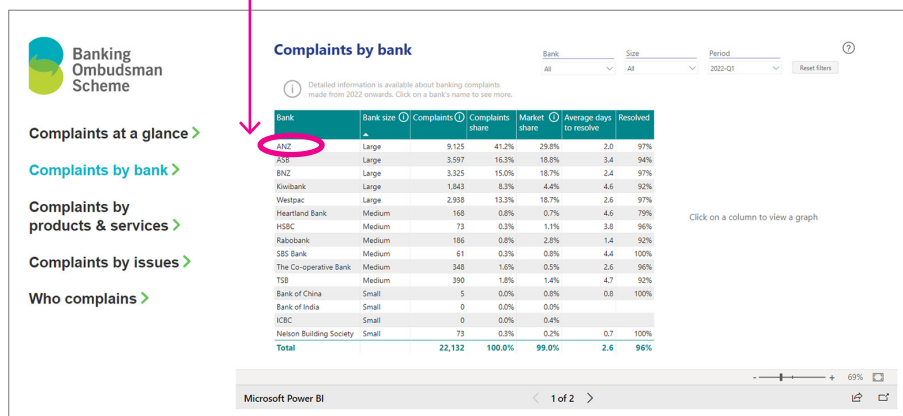 Banking
Ombudsman
Scheme
Complaints at a glance >
Complaints by bank >
Complaints by
products & services >
Complaints by issues >
Who complains >
Complaints by bank
Bank Size Period
All All 2022-Q1 Reset filters
?
i Detailed information is available about banking complaints
made from 2022 onwards. Click on a bank's name to see more.
Bank Bank size i Complaints i Complaints share Market share i Average days to resolve Resolved
ANZ Large 9,125 41.2% 29.8% 2.0 97%
ASB Large 3,597 16.3% 18.8% 3.4 94%
BNZ Large 3,325 15.0% 18.7% 2.4 97%
Kiwibank Large 1,843 8.3% 4.4% 4.6 92%
Westpac Large 2,938 13.3% 18.7% 2.6 97%
Heartland Bank Medium 168 0.8% 0.7% 4.6 79%
HSBC Medium 73 0.3% 1.1% 3.8 96%
Rabobank Medium 186 0.8% 2.8% 1.4 92%
SBS Bank Medium 61 0.3% 0.8% 4.4 100%
The Co-operative Bank Medium 348 1.6% 0.5% 2.6 96%
TSB Medium 390 1.8% 1.4% 4.7 92%
Bank of China Small 5 0.0% 0.8% 0.8 100%
Bank of India Small 0 0.0% 0.0%
ICBC Small 0 0.0% 0.4%
Nelson Building Society Small 73 0.3% 0.2% 0.7 100%
Total 22,132 100.0% 99.0% 2.6 96%
Click on a column to view a graph
- + 69%
Microsoft Power BI < 1 of 2 >